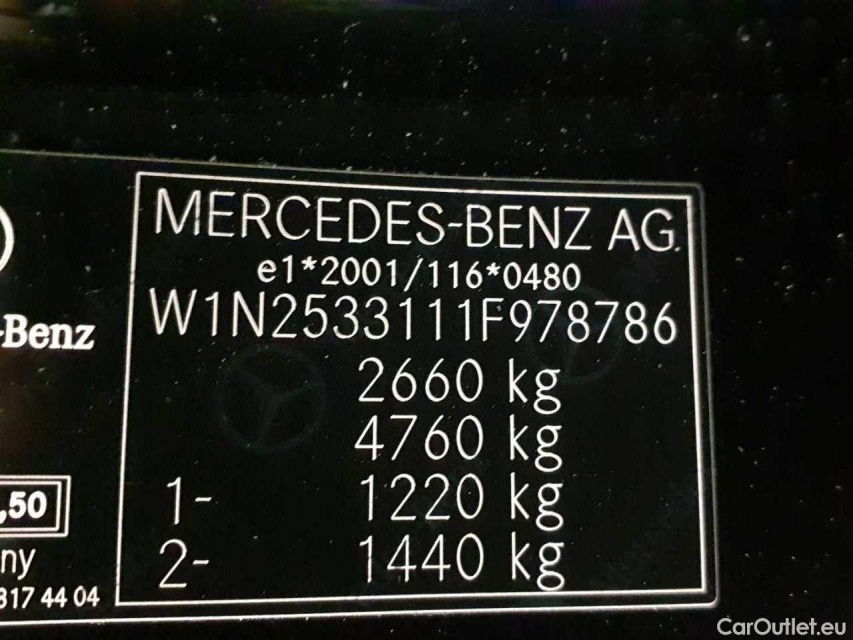 MERCEDES-BENZ AG.
e1*2001/116*0480
W1N2533111F978786
-Benz
2660 kg
4760 kg
,50
1- 1220 kg
ny
2- 1440 kg
317 44 04
CarOutlet.eu